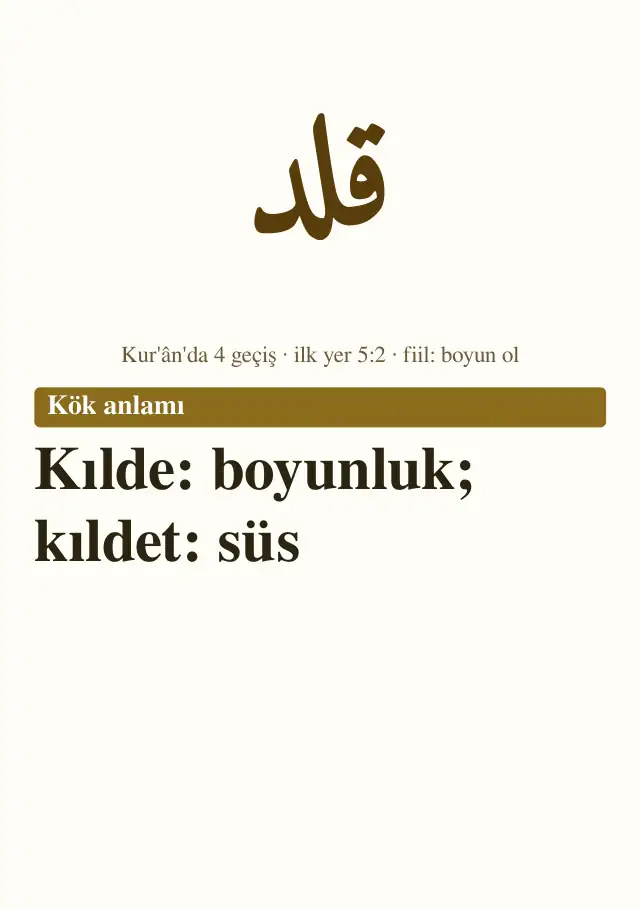 قلد
Kur'ân'da 4 geçiş · ilk yer 5:2 · fiil: boyun ol
Kök anlamı
Kılde: boyunluk;
kıldet: süs